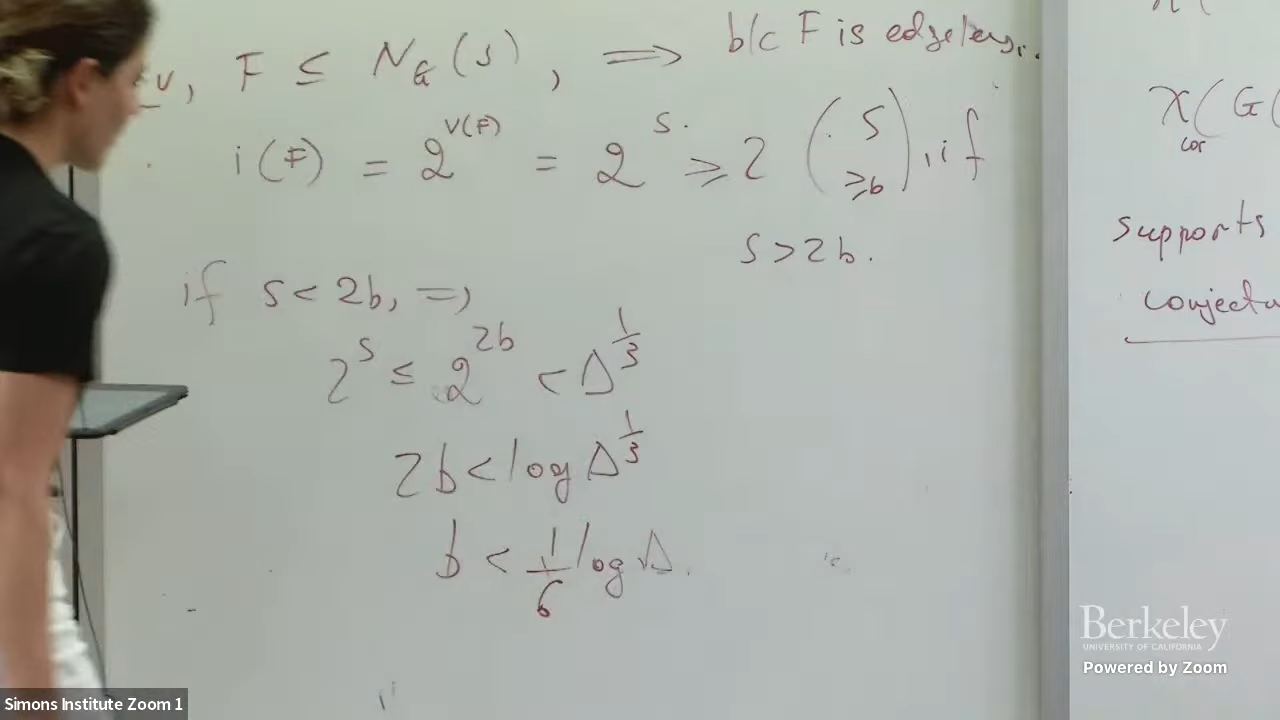 v, F ≤ N_G(S), ⟹ b/c F is edgeless.
i(F) = 2^{V(F)} = 2^S ≥ 2 (S ≥b), if
S > 2b.
if S < 2b, =,
2^S ≤ 2^{2b} < Δ^{1/3}
2b < log Δ^{1/3}
b < 1/6 log Δ.
χ_cor(G(
supports
conjectu
Berkeley
UNIVERSITY OF CALIFORNIA
Powered by Zoom
Simons Institute Zoom 1